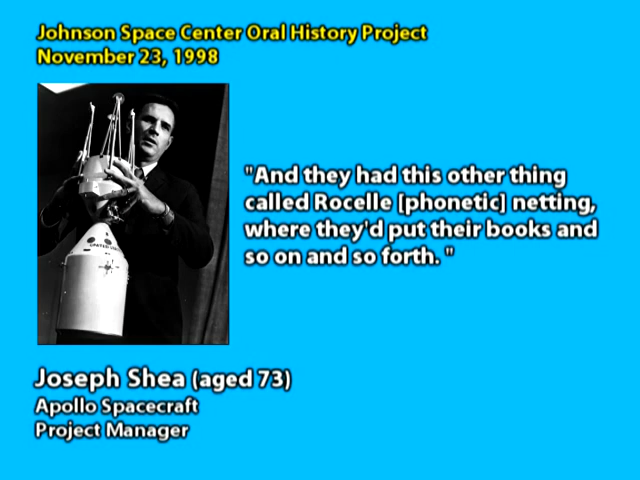 Johnson Space Center Oral History Project
November 23, 1998
"And they had this other thing
called Rocelle [phonetic] netting,
where they'd put their books and
so on and so forth. "
UNITED STATES
Joseph Shea (aged 73)
Apollo Spacecraft
Project Manager